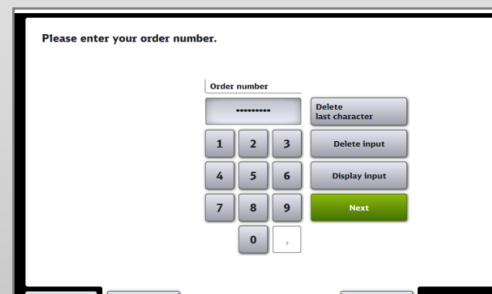 Please enter your order number.
Order number
•••••••••
Delete
last character
1 2 3
Delete input
4 5 6
Display input
7 8 9
Next
0 ,